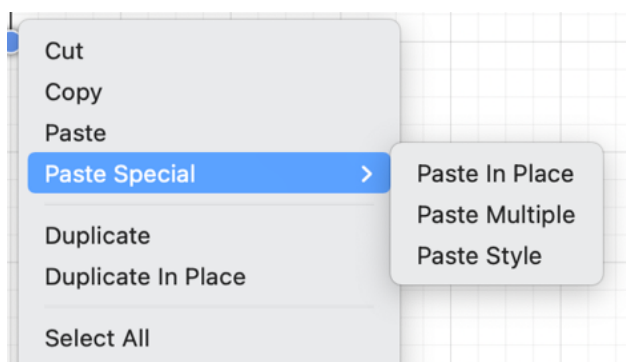 Cut
Copy
Paste
Paste Special
Paste In Place
Paste Multiple
Paste Style
Duplicate
Duplicate In Place
Select All